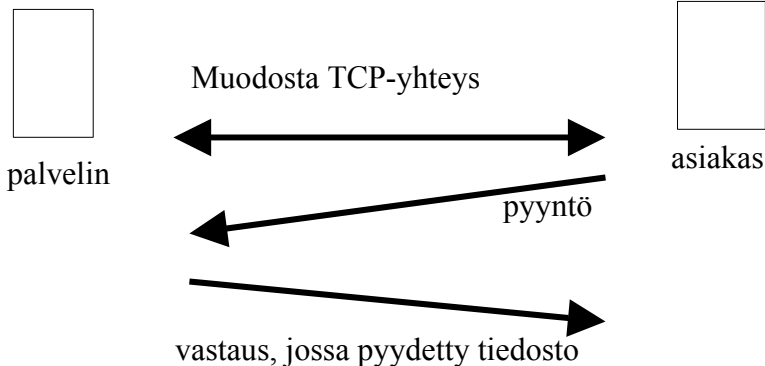 Muodosta TCP-yhteys
palvelin
asiakas
pyyntö
vastaus, jossa pyydetty tiedosto